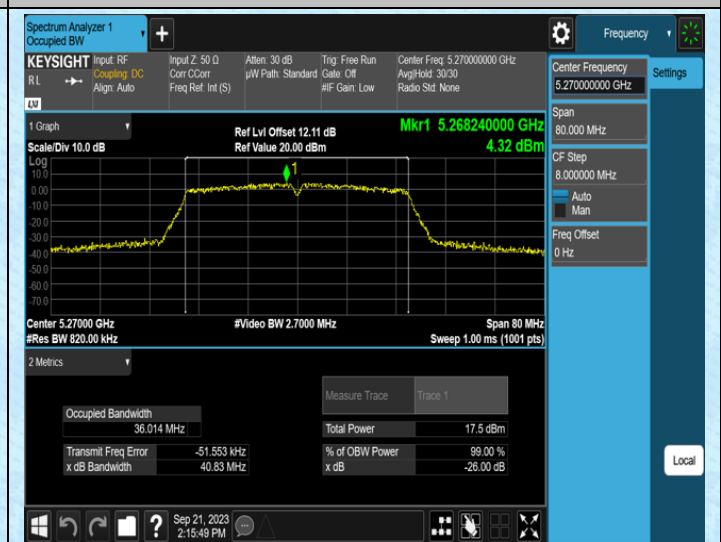 Spectrum Analyzer 1
Occupied BW
+
Frequency
KEYSIGHT
R L
LXI
Input: RF
Coupling: DC
Align: Auto
Input Z: 50 Ω
Corr CCorr
Freq Ref: Int (S)
Atten: 30 dB
µW Path: Standard
Trig: Free Run
Gate: Off
#IF Gain: Low
Center Freq: 5.270000000 GHz
Avg|Hold: 30/30
Radio Std: None
Center Frequency
5.270000000 GHz
Settings
Span
80.000 MHz
CF Step
8.000000 MHz
Auto
Man
Freq Offset
0 Hz
1 Graph
Scale/Div 10.0 dB
Ref Lvl Offset 12.11 dB
Ref Value 20.00 dBm
Mkr1 5.268240000 GHz
4.32 dBm
Log
10.0
0.00
-10.0
-20.0
-30.0
-40.0
-50.0
-60.0
-70.0
1
Center 5.27000 GHz
#Res BW 820.00 kHz
#Video BW 2.7000 MHz
Span 80 MHz
Sweep 1.00 ms (1001 pts)
2 Metrics
Measure Trace Trace 1
Occupied Bandwidth
36.014 MHz
Total Power 17.5 dBm
Transmit Freq Error -51.553 kHz
% of OBW Power 99.00 %
x dB Bandwidth 40.83 MHz
x dB -26.00 dB
Local
?
Sep 21, 2023
2:15:49 PM